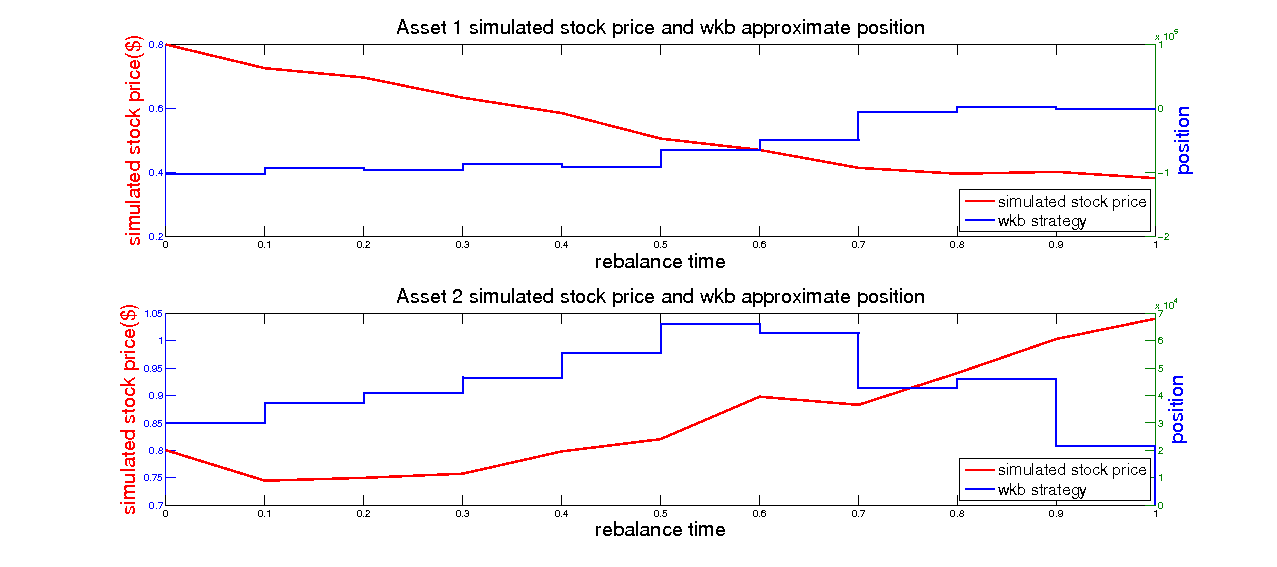 Asset 1 simulated stock price and wkb approximate position
x 10^5
simulated stock price($)
0.8
0.6
0.4
0.2
1
0
-1
-2
position
simulated stock price
wkb strategy
0 0.1 0.2 0.3 0.4 0.5 0.6 0.7 0.8 0.9 1
rebalance time
Asset 2 simulated stock price and wkb approximate position
x 10^4
simulated stock price($)
1.05
1
0.95
0.9
0.85
0.8
0.75
0.7
7
6
5
4
3
2
1
0
position
simulated stock price
wkb strategy
0 0.1 0.2 0.3 0.4 0.5 0.6 0.7 0.8 0.9 1
rebalance time